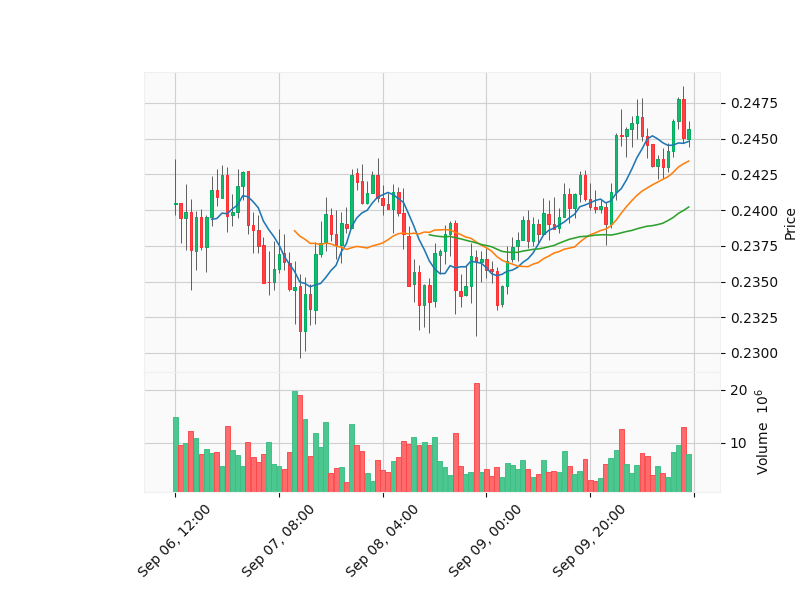 0.2475
0.2450
0.2425
0.2400
0.2375
0.2350
0.2325
0.2300
Price
20
10
Volume 10^6
Sep 06, 12:00
Sep 07, 08:00
Sep 08, 04:00
Sep 09, 00:00
Sep 09, 20:00